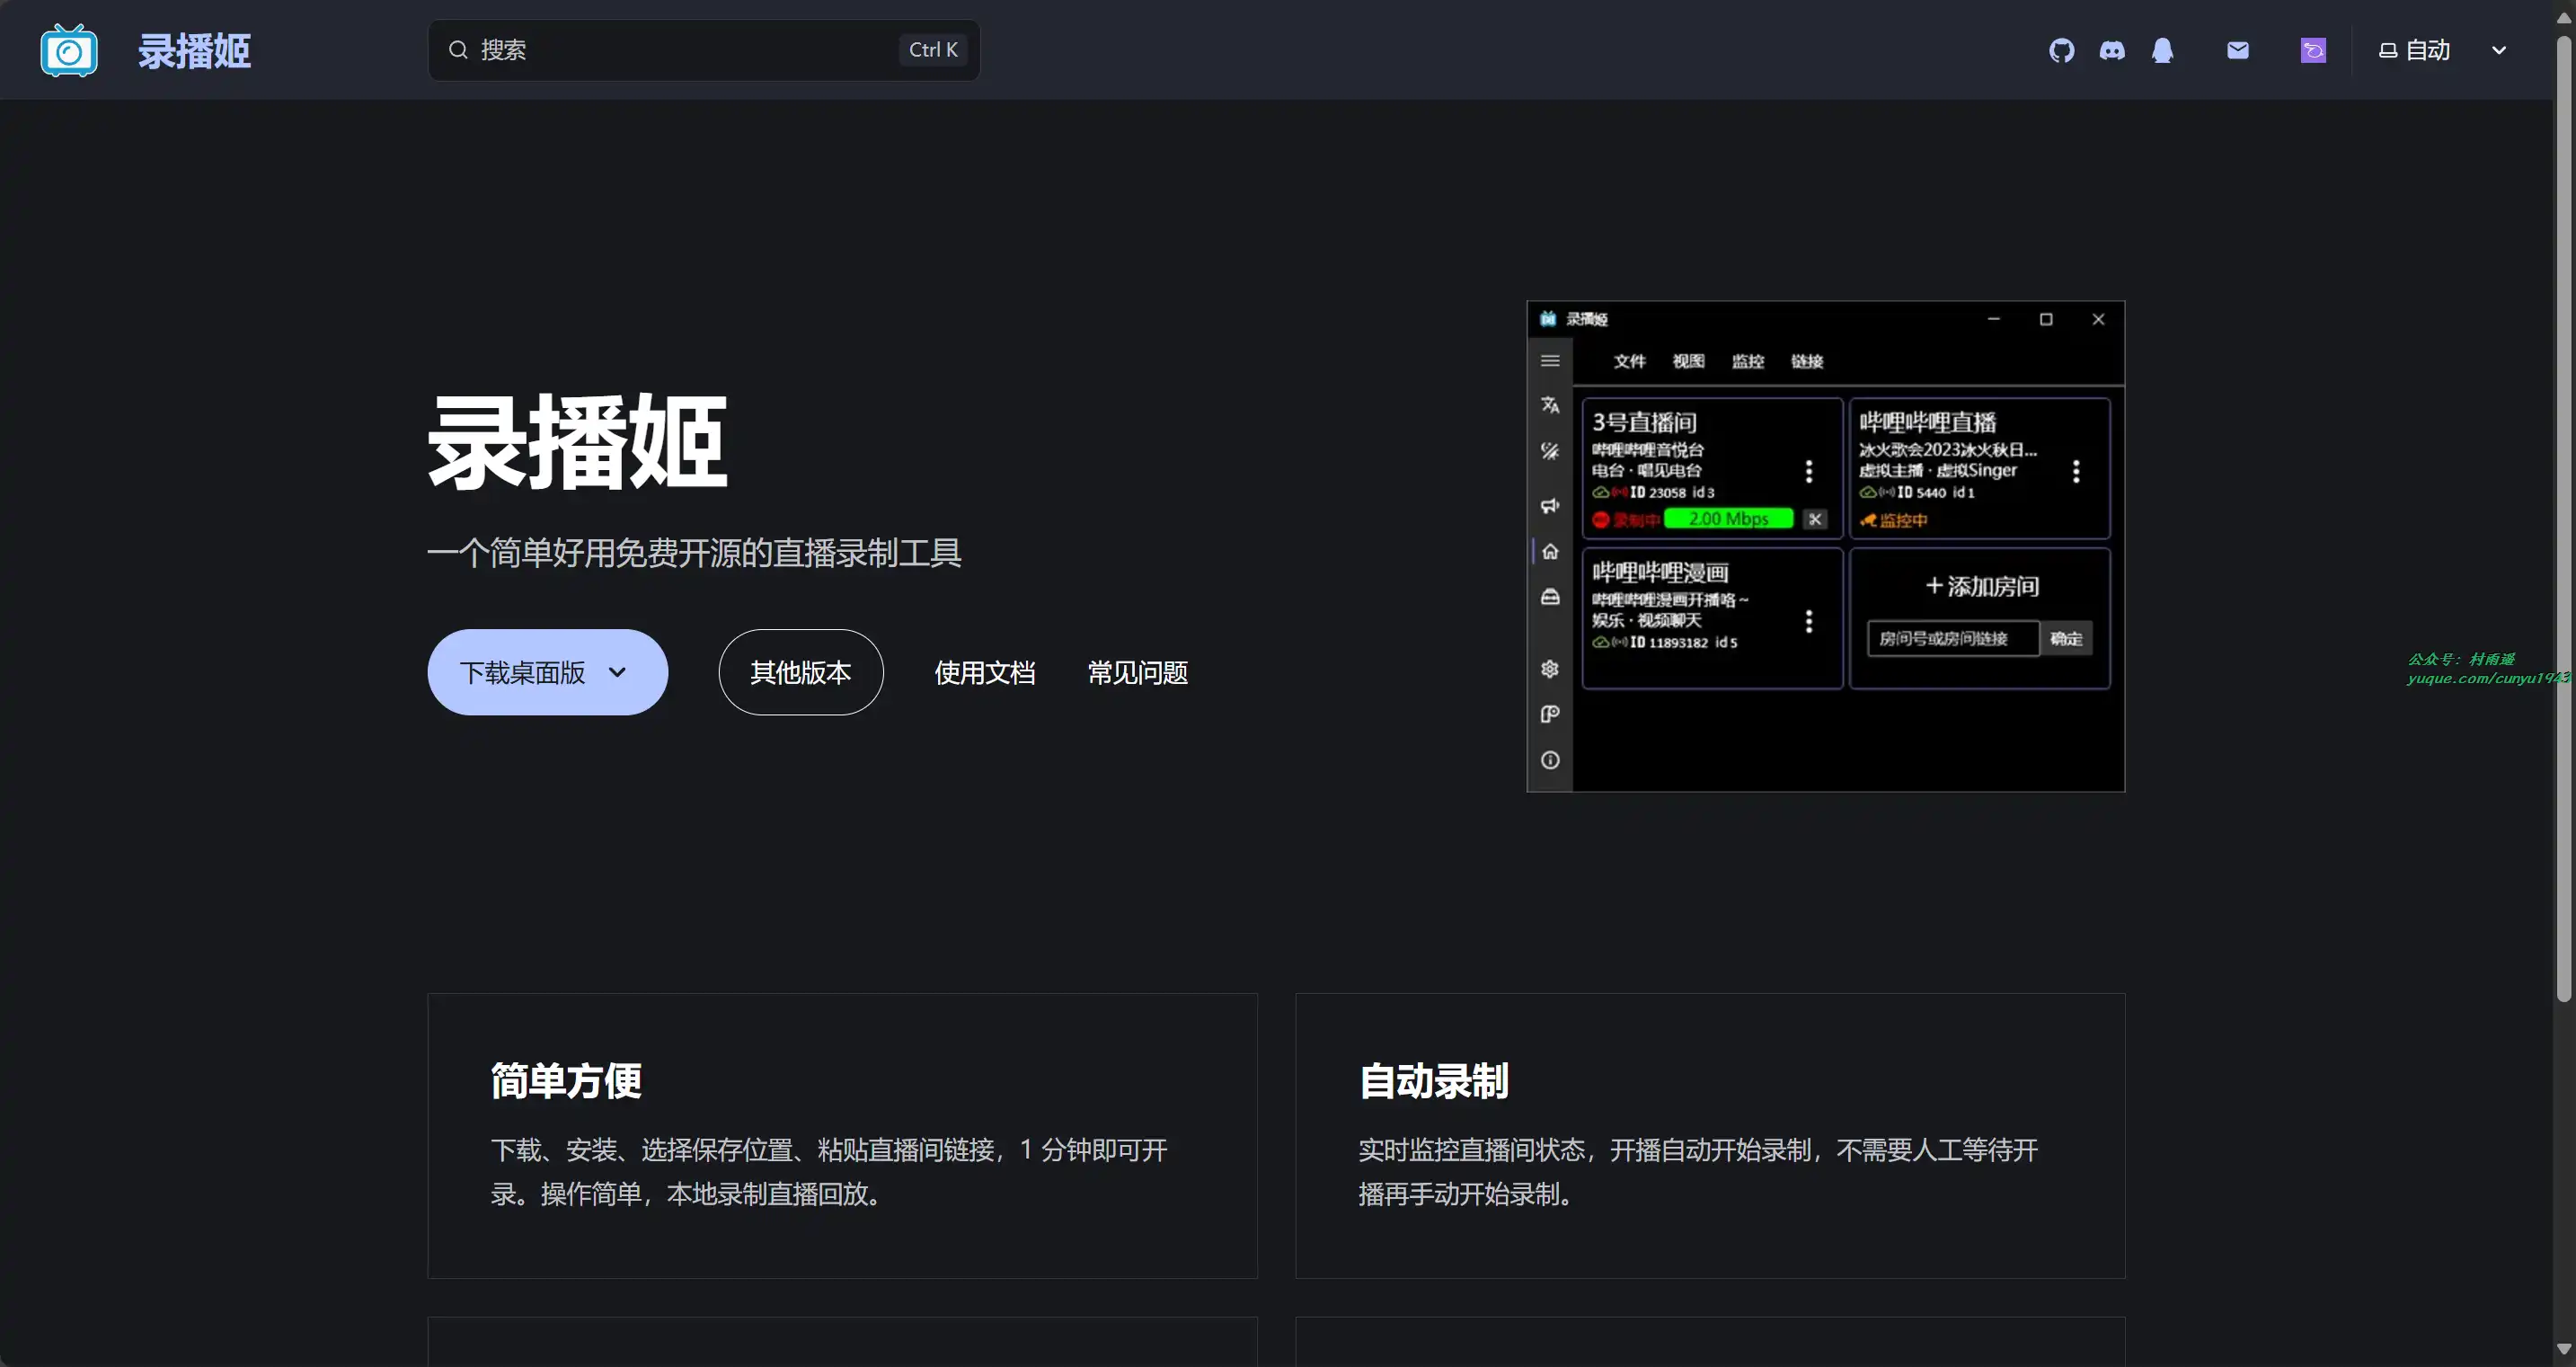 录播姬
搜索
Ctrl K
自动
录播姬
一个简单好用免费开源的直播录制工具
下载桌面版
其他版本
使用文档
常见问题
录播姬
文件 视图 监控 链接
3号直播间
哔哩哔哩音悦台
电台 · 唱见电台
ID 23058 id 3
录制中 2.00 Mbps
哔哩哔哩直播
冰火歌会2023冰火秋日...
虚拟主播 · 虚拟Singer
ID 5440 id 1
监控中
哔哩哔哩漫画
哔哩哔哩漫画开播咯～
娱乐 · 视频聊天
ID 11893182 id 5
＋添加房间
房间号或房间链接 确定
公众号：村雨遥
yuque.com/cunyu1943
简单方便
下载、安装、选择保存位置、粘贴直播间链接，1 分钟即可开
录。操作简单，本地录制直播回放。
自动录制
实时监控直播间状态，开播自动开始录制，不需要人工等待开
播再手动开始录制。